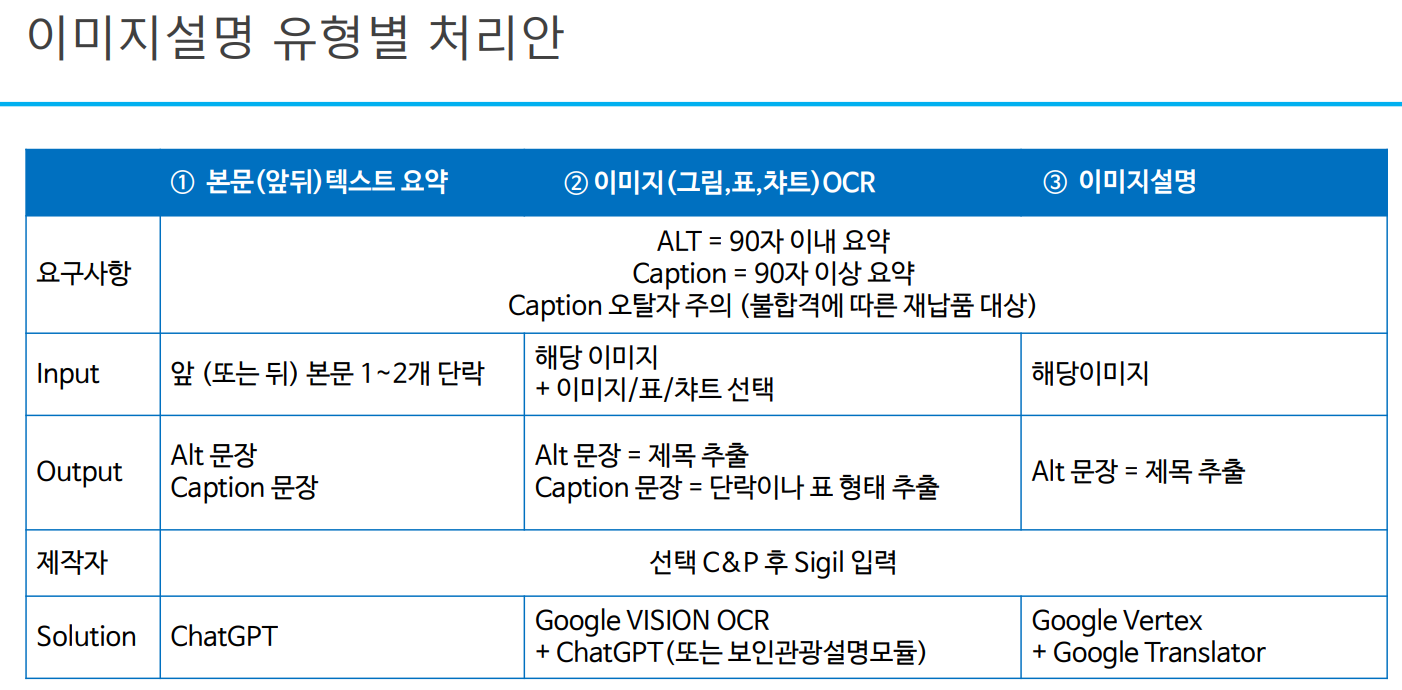 이미지설명 유형별 처리안
① 본문(앞뒤)텍스트 요약
② 이미지(그림,표,챠트)OCR
③ 이미지설명
요구사항
ALT = 90자 이내 요약
Caption = 90자 이상 요약
Caption 오탈자 주의 (불합격에 따른 재납품 대상)
Input
앞 (또는 뒤) 본문 1~2개 단락
해당 이미지
+ 이미지/표/챠트 선택
해당이미지
Output
Alt 문장
Caption 문장
Alt 문장 = 제목 추출
Caption 문장 = 단락이나 표 형태 추출
Alt 문장 = 제목 추출
제작자
선택 C&P 후 Sigil 입력
Solution
ChatGPT
Google VISION OCR
+ ChatGPT(또는 보인관광설명모듈)
Google Vertex
+ Google Translator